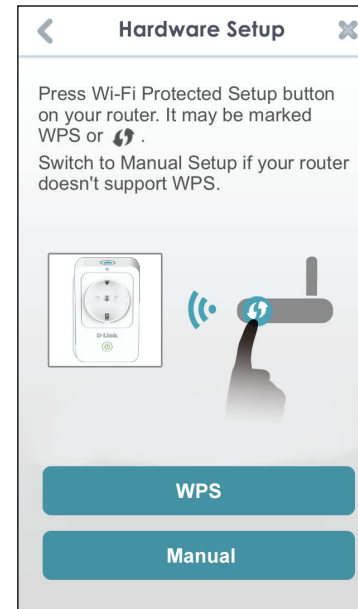 Hardware Setup
Press Wi-Fi Protected Setup button
on your router. It may be marked
WPS or .
Switch to Manual Setup if your router
doesn't support WPS.
D-Link
WPS
Manual